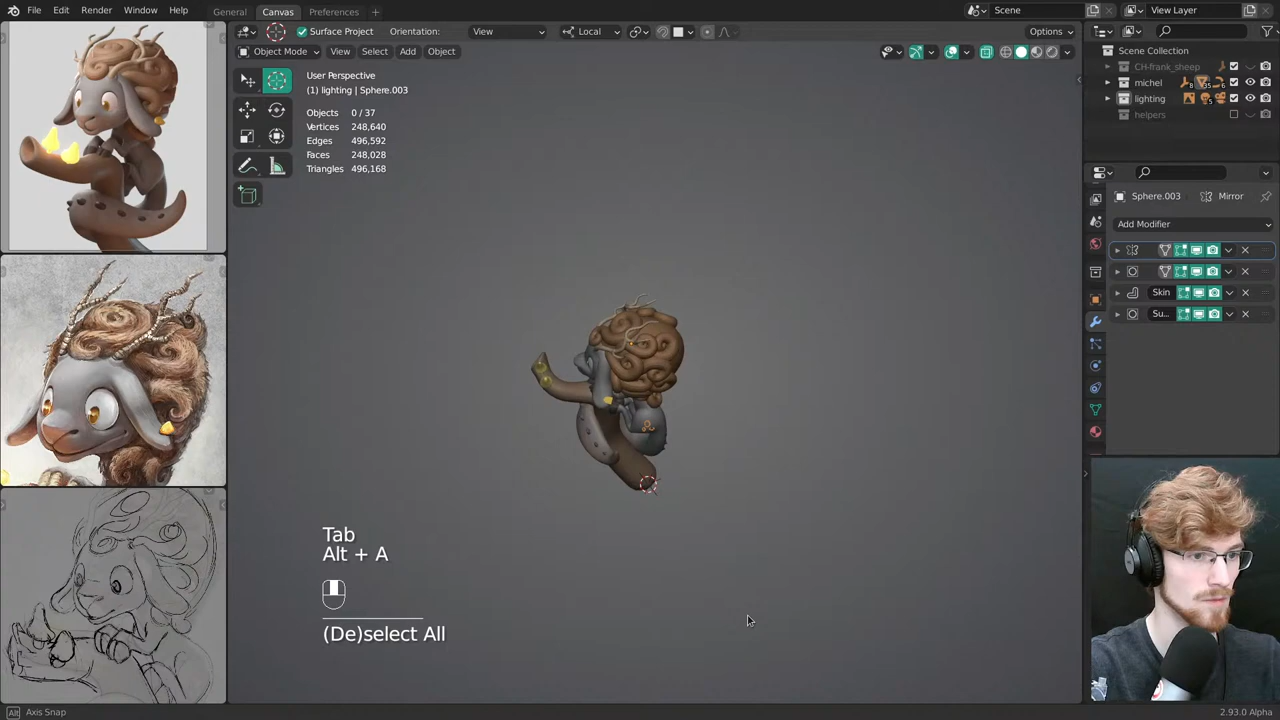 File Edit Render Window Help General Canvas Preferences + Scene View Layer
Surface Project Orientation: View Local Options
Object Mode View Select Add Object
User Perspective
(1) lighting | Sphere.003
Objects 0 / 37
Vertices 248,640
Edges 496,592
Faces 248,028
Triangles 496,168
Tab
Alt + A
(De)select All
Scene Collection
CH-frank_sheep
michel
lighting
helpers
Sphere.003 Mirror
Add Modifier
Skin
Su...
Alt Axis Snap 2.93.0 Alpha